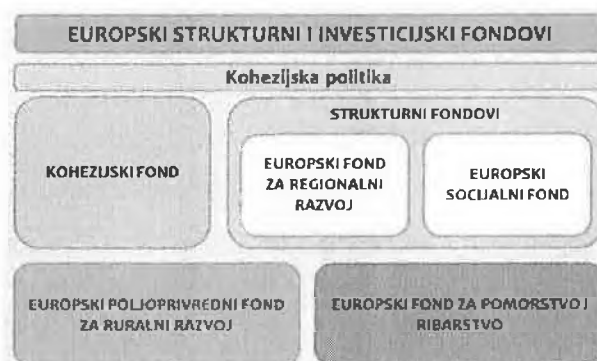 EUROPSKI STRUKTURNI I INVESTICIJSKI FONDOVI
Kohezijska politika
KOHEZIJSKI FOND
STRUKTURNI FONDOVI
EUROPSKI FOND
ZA REGIONALNI
RAZVOJ
EUROPSKI
SOCIJALNI FOND
EUROPSKI POLJOPRIVREDNI FOND
ZA RURALNI RAZVOJ
EUROPSKI FOND ZA POMORSTVO I
RIBARSTVO